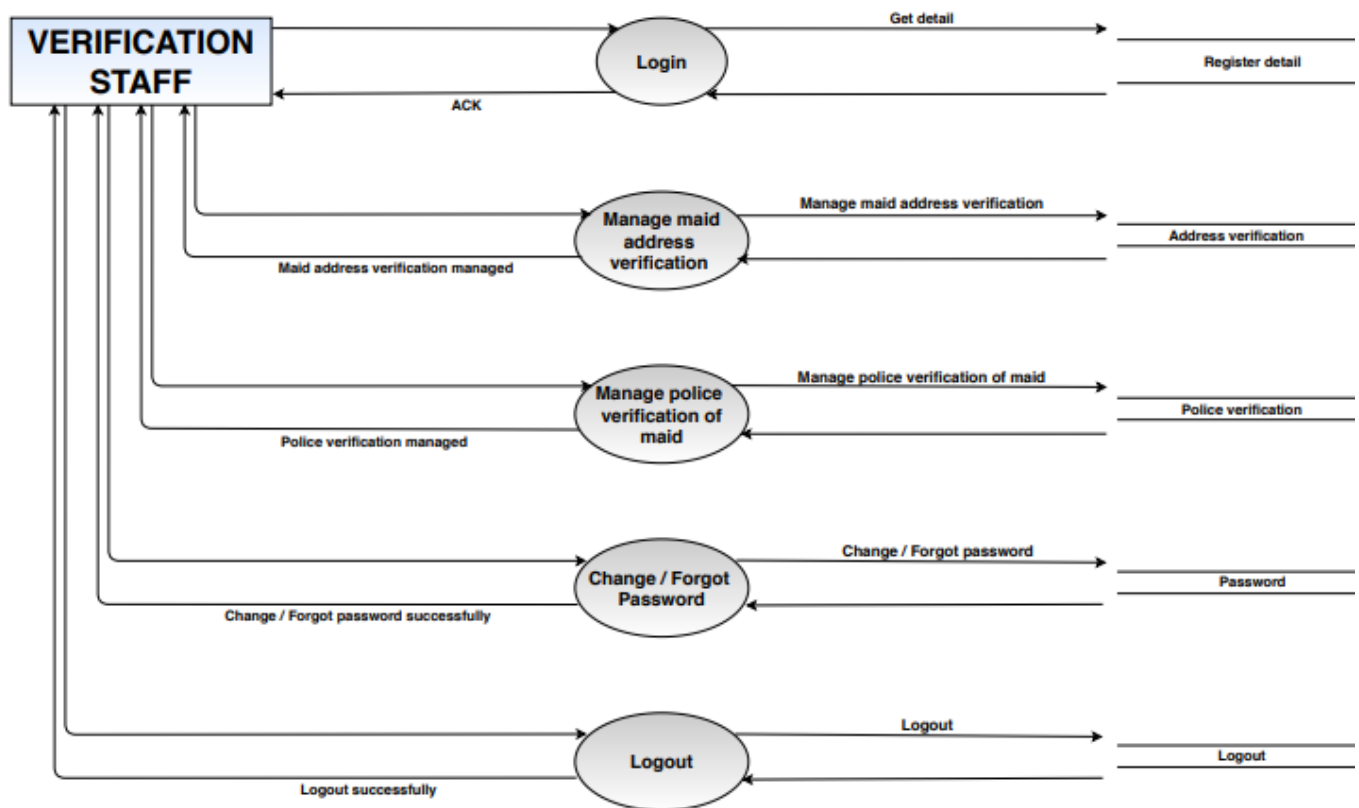 Get detail
VERIFICATION
STAFF
Login
Register detail
ACK
Manage maid address verification
Manage maid
address
verification
Address verification
Maid address verification managed
Manage police verification of maid
Manage police
verification of
maid
Police verification
Police verification managed
Change / Forgot password
Change / Forgot
Password
Password
Change / Forgot password successfully
Logout
Logout
Logout
Logout successfully